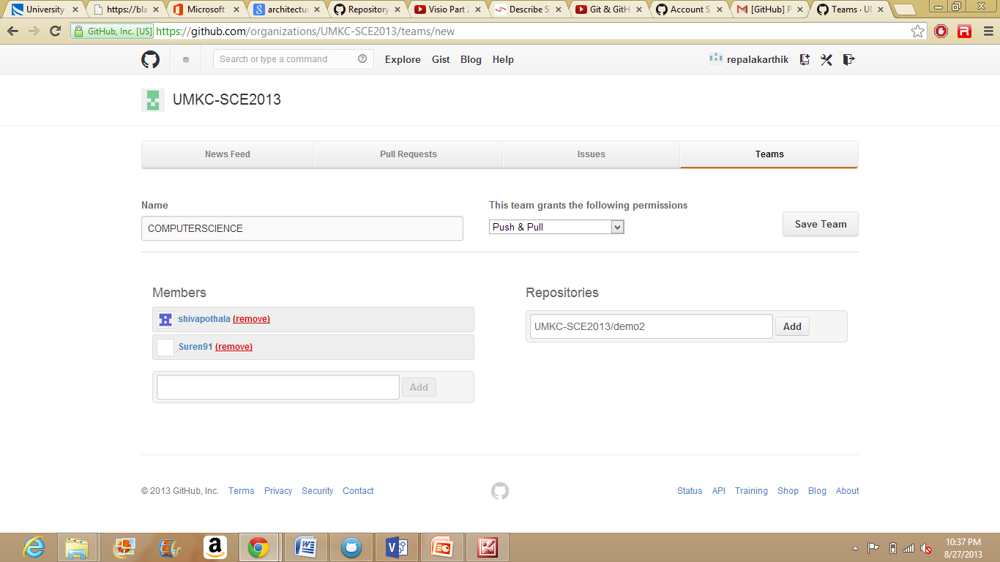 University
https://bla
Microsoft
architectu
Repository
Visio Part 2
Describe S
Git & GitH
Account S
[GitHub] P
Teams · U
GitHub, Inc. [US] https://github.com/organizations/UMKC-SCE2013/teams/new
Search or type a command
Explore Gist Blog Help
repalakarthik
UMKC-SCE2013
News Feed Pull Requests Issues Teams
Name
COMPUTERSCIENCE
This team grants the following permissions
Push & Pull
Save Team
Members
shivapothala (remove)
Suren91 (remove)
Add
Repositories
UMKC-SCE2013/demo2 Add
© 2013 GitHub, Inc. Terms Privacy Security Contact
Status API Training Shop Blog About
10:37 PM
8/27/2013